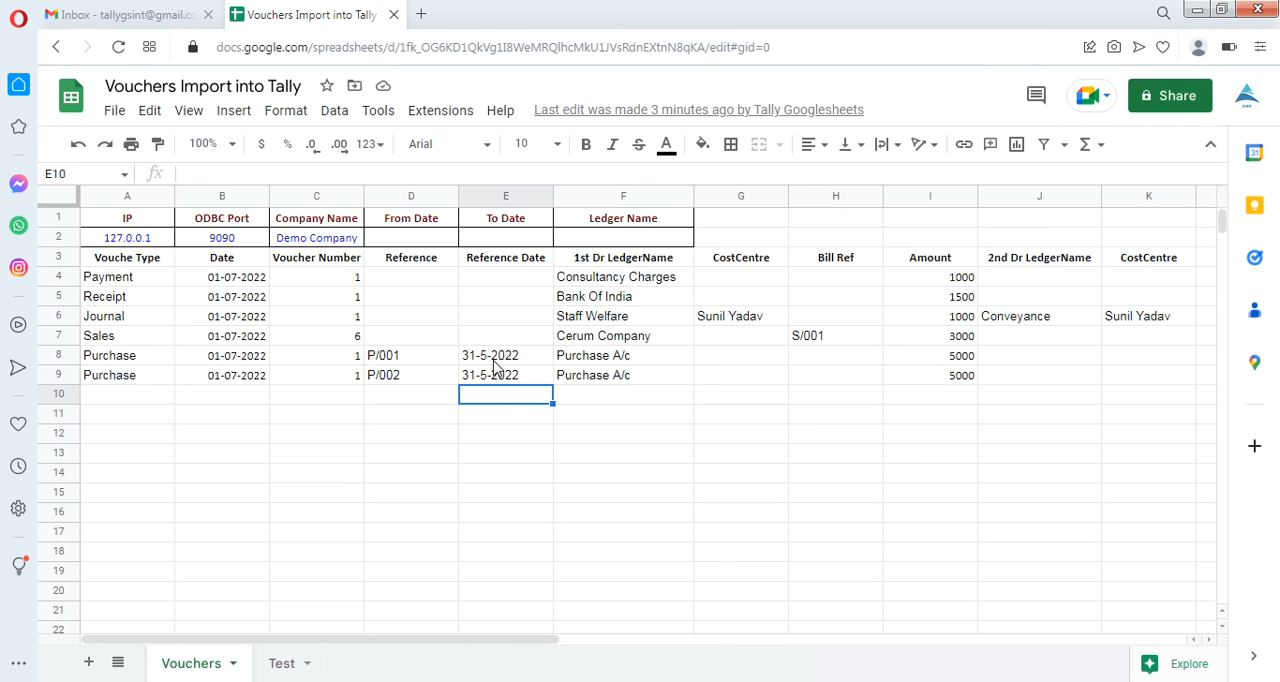 Inbox - tallygsint@gmail.cc
Vouchers Import into Tally
docs.google.com/spreadsheets/d/1fk_OG6KD1QkVg1I8WeMRQlhcMkU1JVsRdnEXtnN8qKA/edit#gid=0
Vouchers Import into Tally
File Edit View Insert Format Data Tools Extensions Help Last edit was made 3 minutes ago by Tally Googlesheets
Share
100% $ % .0 .00 123 Arial 10 B I S A
E10 fx
A B C D E F G H I J K
1 IP ODBC Port Company Name From Date To Date Ledger Name
2 127.0.0.1 9090 Demo Company
3 Vouche Type Date Voucher Number Reference Reference Date 1st Dr LedgerName CostCentre Bill Ref Amount 2nd Dr LedgerName CostCentre
4 Payment 01-07-2022 1 Consultancy Charges 1000
5 Receipt 01-07-2022 1 Bank Of India 1500
6 Journal 01-07-2022 1 Staff Welfare Sunil Yadav 1000 Conveyance Sunil Yadav
7 Sales 01-07-2022 6 Cerum Company S/001 3000
8 Purchase 01-07-2022 1 P/001 31-5-2022 Purchase A/c 5000
9 Purchase 01-07-2022 1 P/002 31-5-2022 Purchase A/c 5000
10
11
12
13
14
15
16
17
18
19
20
21
22
Vouchers Test Explore